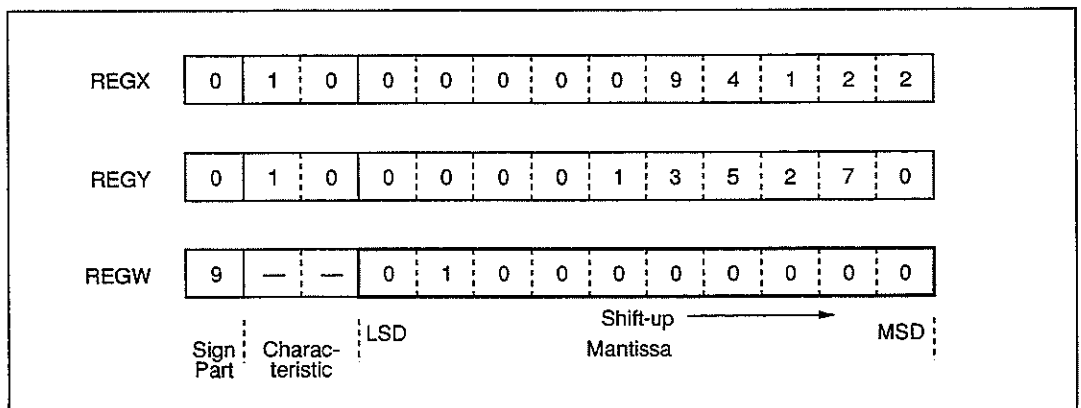 REGX 0 1 0 0 0 0 0 0 9 4 1 2 2
REGY 0 1 0 0 0 0 0 1 3 5 2 7 0
REGW 9 — — 0 1 0 0 0 0 0 0 0 0
Sign Part
Charac-teristic
LSD
Shift-up
Mantissa
MSD